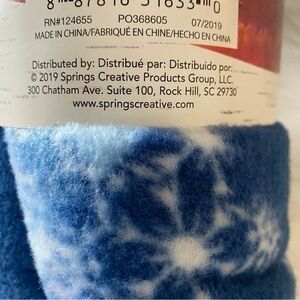 RN#124655 PO368605 07/2019
MADE IN CHINA/FABRIQUÉ EN CHINE/HECHO EN CHINA
Distributed by: Distribué par: Distribuido por:
© 2019 Springs Creative Products Group, LLC.
300 Chatham Ave. Suite 100, Rock Hill, SC 29730
www.springscreative.com